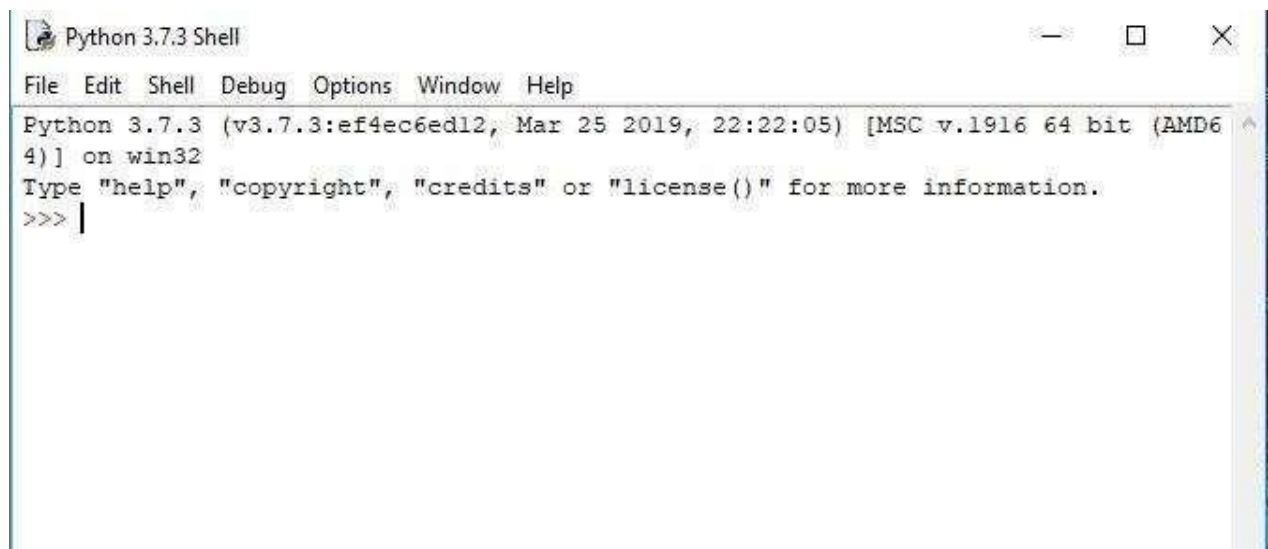 Python 3.7.3 Shell
File Edit Shell Debug Options Window Help
Python 3.7.3 (v3.7.3:ef4ec6ed12, Mar 25 2019, 22:22:05) [MSC v.1916 64 bit (AMD6
4)] on win32
Type "help", "copyright", "credits" or "license()" for more information.
>>>